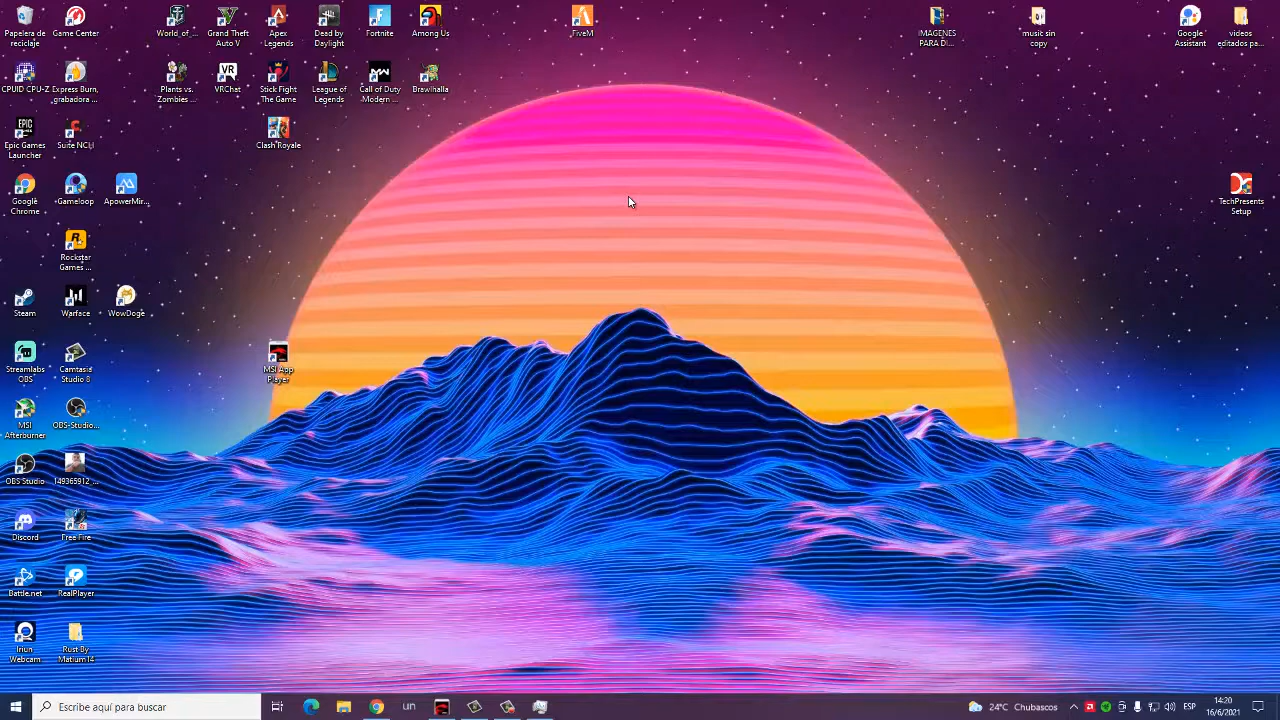 Papelera de
reciclaje
Game Center
World_of_...
Grand Theft
Auto V
Apex
Legends
Dead by
Daylight
Fortnite
Among Us
FiveM
IMAGENES
PARA DI...
music sin
copy
Google
Assistant
videos
editados pa...
CPUID CPU-Z
Express Burn,
grabadora ...
Plants vs.
Zombies ...
VR
VRChat
Stick Fight
The Game
League of
Legends
Call of Duty
Modern ...
Brawlhalla
EPIC
Epic Games
Launcher
Clash Royale
Google
Chrome
Gameloop
ApowerMir...
TechPresents
Setup
Rockstar
Games ...
Steam
Warface
WowDoge
Streamlabs
OBS
Camtasia
Studio 8
MSI App
Player
MSI
Afterburner
OBS-Studio...
OBS Studio
149365912_...
Discord
Free Fire
Battle.net
RealPlayer
Iriun
Webcam
Rust By
Matium14
Escribe aquí para buscar
un
24°C Chubascos
ESP
14:20
16/6/2021